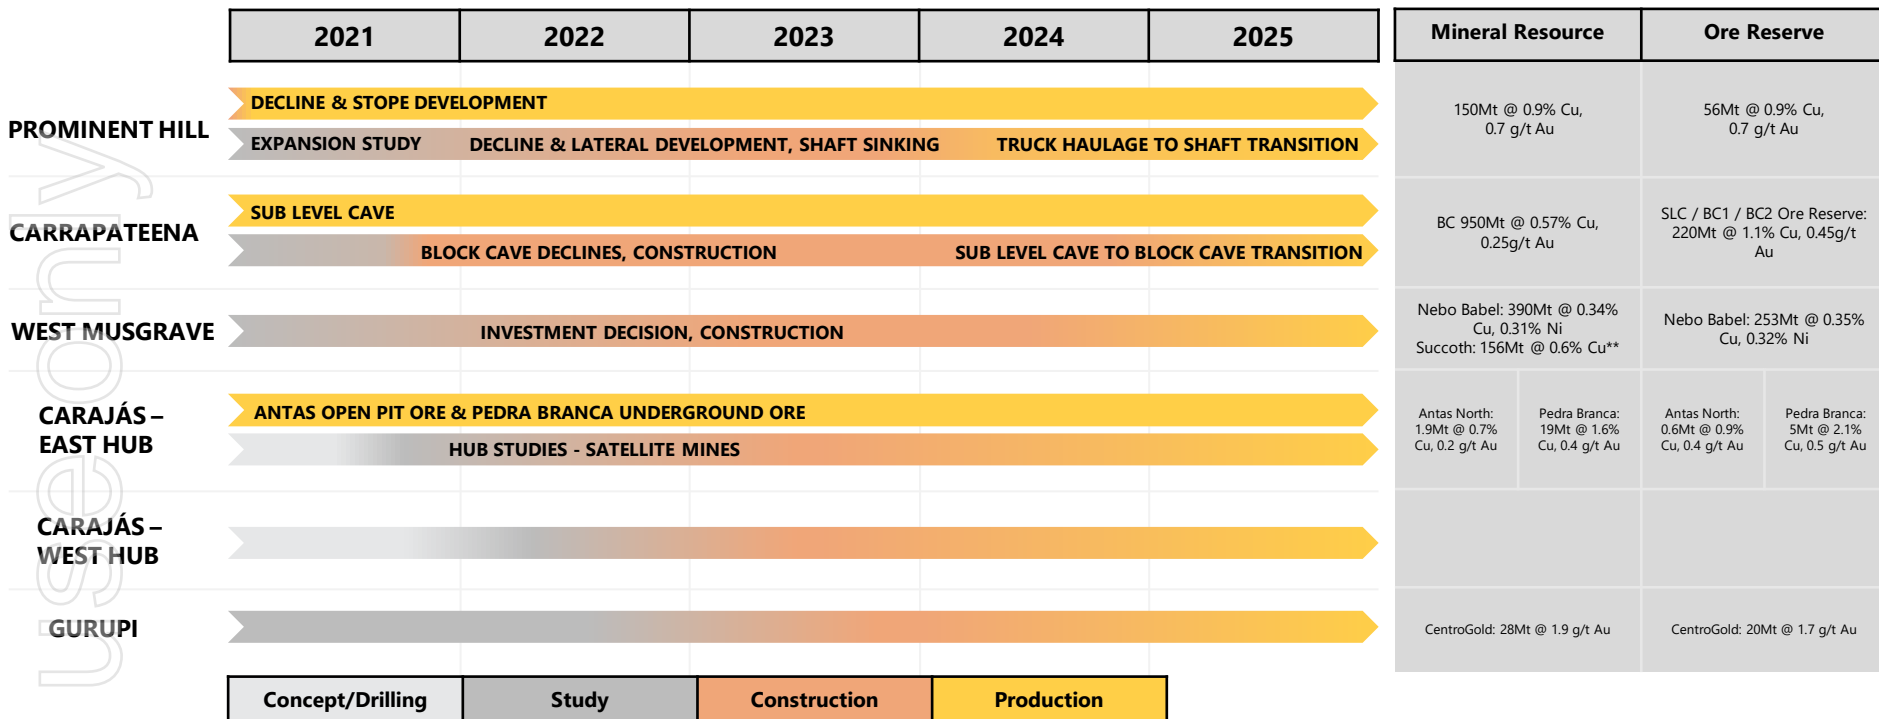 2021 2022 2023 2024 2025 Mineral Resource Ore Reserve
PROMINENT HILL
DECLINE & STOPE DEVELOPMENT
EXPANSION STUDY DECLINE & LATERAL DEVELOPMENT, SHAFT SINKING TRUCK HAULAGE TO SHAFT TRANSITION
150Mt @ 0.9% Cu,
0.7 g/t Au
56Mt @ 0.9% Cu,
0.7 g/t Au
CARRAPATEENA
SUB LEVEL CAVE
BLOCK CAVE DECLINES, CONSTRUCTION SUB LEVEL CAVE TO BLOCK CAVE TRANSITION
BC 950Mt @ 0.57% Cu,
0.25g/t Au
SLC / BC1 / BC2 Ore Reserve:
220Mt @ 1.1% Cu, 0.45g/t
Au
WEST MUSGRAVE
INVESTMENT DECISION, CONSTRUCTION
Nebo Babel: 390Mt @ 0.34%
Cu, 0.31% Ni
Succoth: 156Mt @ 0.6% Cu**
Nebo Babel: 253Mt @ 0.35%
Cu, 0.32% Ni
CARAJÁS –
EAST HUB
ANTAS OPEN PIT ORE & PEDRA BRANCA UNDERGROUND ORE
HUB STUDIES - SATELLITE MINES
Antas North:
1.9Mt @ 0.7%
Cu, 0.2 g/t Au
Pedra Branca:
19Mt @ 1.6%
Cu, 0.4 g/t Au
Antas North:
0.6Mt @ 0.9%
Cu, 0.4 g/t Au
Pedra Branca:
5Mt @ 2.1%
Cu, 0.5 g/t Au
CARAJÁS –
WEST HUB
GURUPI
CentroGold: 28Mt @ 1.9 g/t Au
CentroGold: 20Mt @ 1.7 g/t Au
Concept/Drilling Study Construction Production
use only